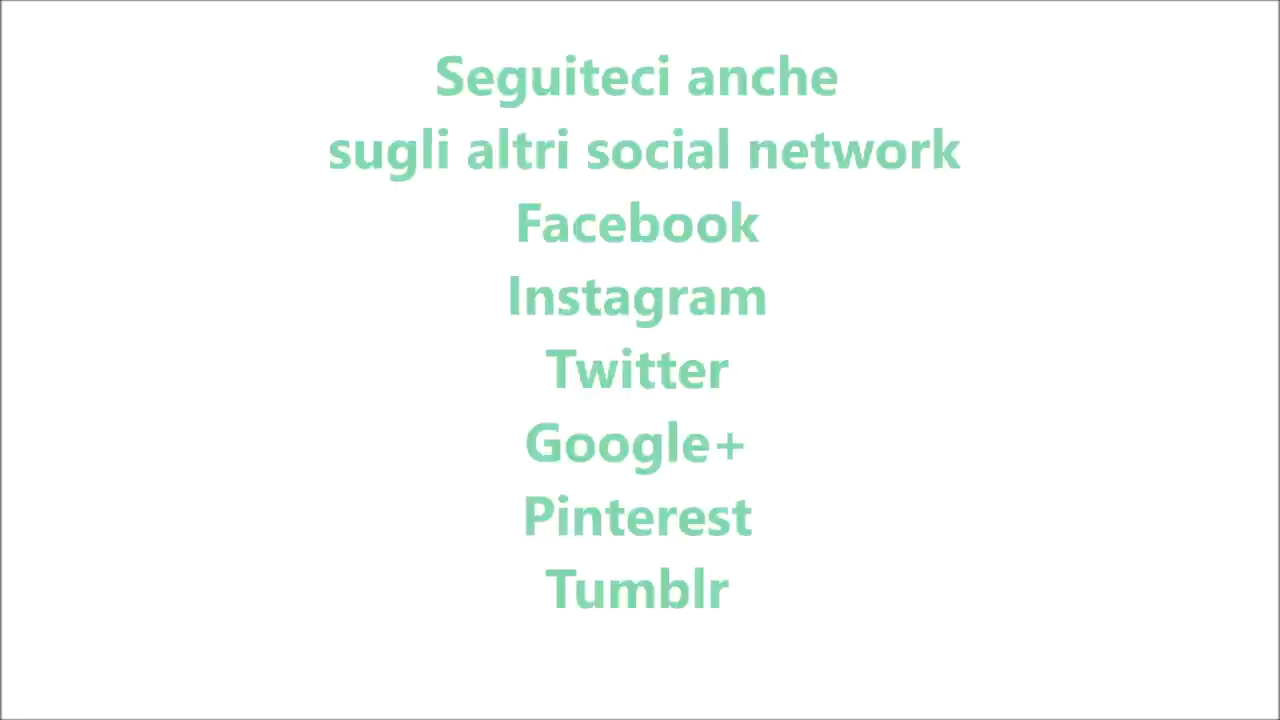 Seguiteci anche
sugli altri social network
Facebook
Instagram
Twitter
Google+
Pinterest
Tumblr